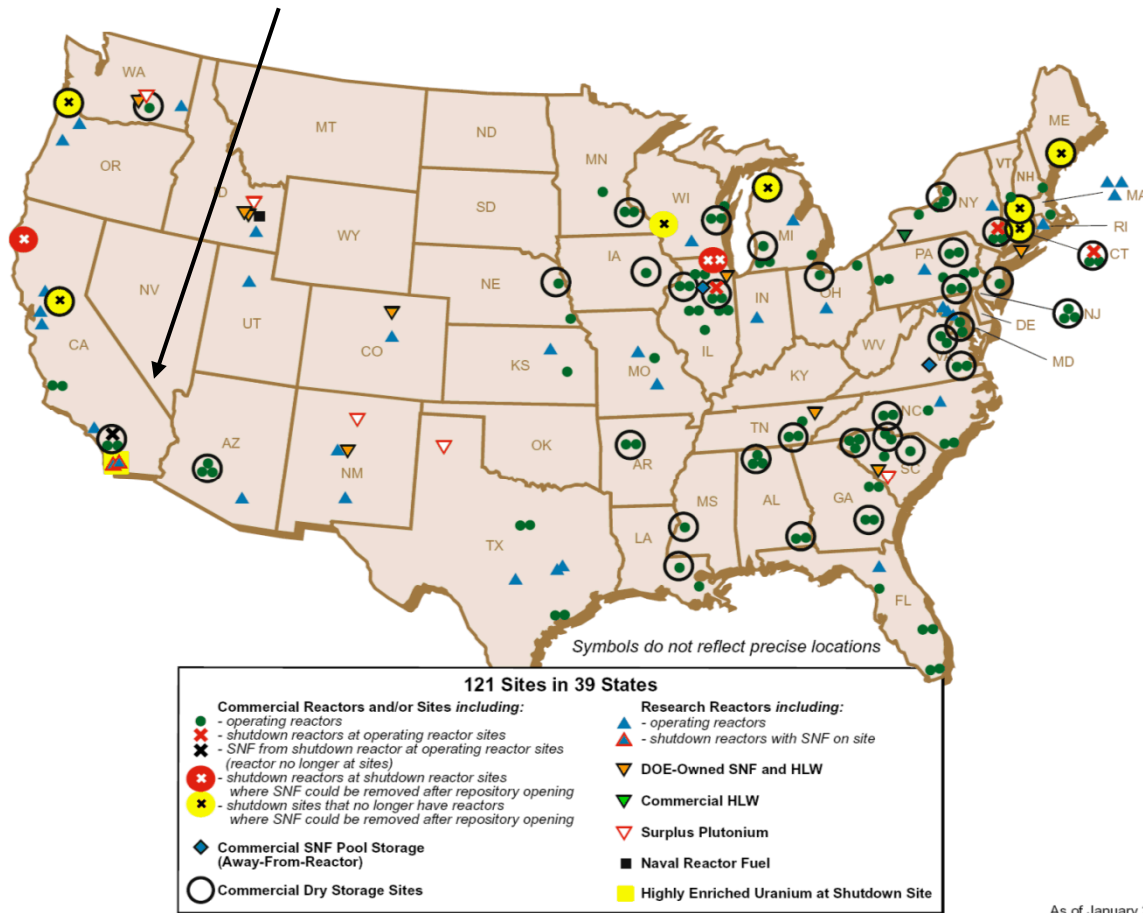 WA
MT
ND
MN
OR
ID
SD
WI
WY
NE
IA
MI
NV
UT
CO
CA
KS
MO
IL
IN
OH
KY
WV
VA
PA
NY
VT
NH
ME
MA
RI
CT
NJ
DE
MD
AZ
NM
OK
AR
TN
NC
SC
MS
AL
GA
LA
TX
FL
Symbols do not reflect precise locations
121 Sites in 39 States
Commercial Reactors and/or Sites including:
- operating reactors
- shutdown reactors at operating reactor sites
- SNF from shutdown reactor at operating reactor sites
(reactor no longer at sites)
- shutdown reactors at shutdown reactor sites
where SNF could be removed after repository opening
- shutdown sites that no longer have reactors
where SNF could be removed after repository opening
Commercial SNF Pool Storage
(Away-From-Reactor)
Commercial Dry Storage Sites
Research Reactors including:
- operating reactors
- shutdown reactors with SNF on site
DOE-Owned SNF and HLW
Commercial HLW
Surplus Plutonium
Naval Reactor Fuel
Highly Enriched Uranium at Shutdown Site
As of January